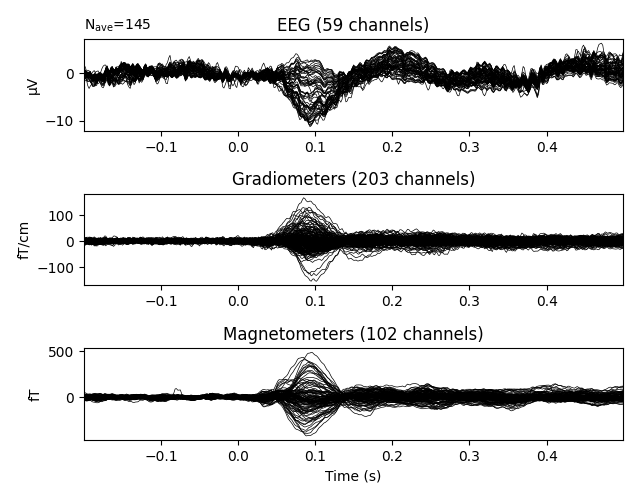 N_ave=145
EEG (59 channels)
0
−10
µV
−0.1 0.0 0.1 0.2 0.3 0.4
Gradiometers (203 channels)
100
0
−100
fT/cm
−0.1 0.0 0.1 0.2 0.3 0.4
Magnetometers (102 channels)
500
0
fT
−0.1 0.0 0.1 0.2 0.3 0.4
Time (s)